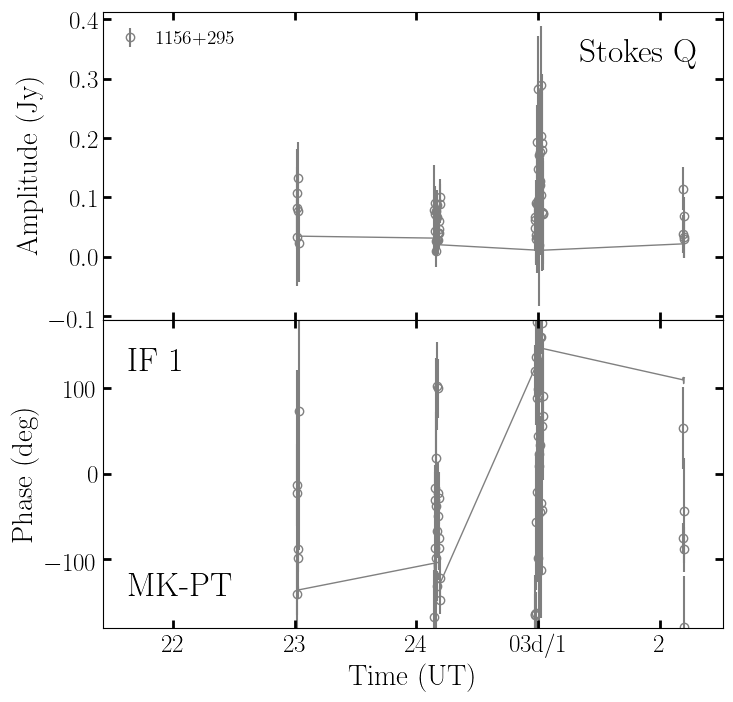 0.4
1156+295
Stokes Q
0.3
0.2
0.1
0.0
−0.1
Amplitude (Jy)
IF 1
100
0
−100
MK-PT
Phase (deg)
22 23 24 03d/1 2
Time (UT)